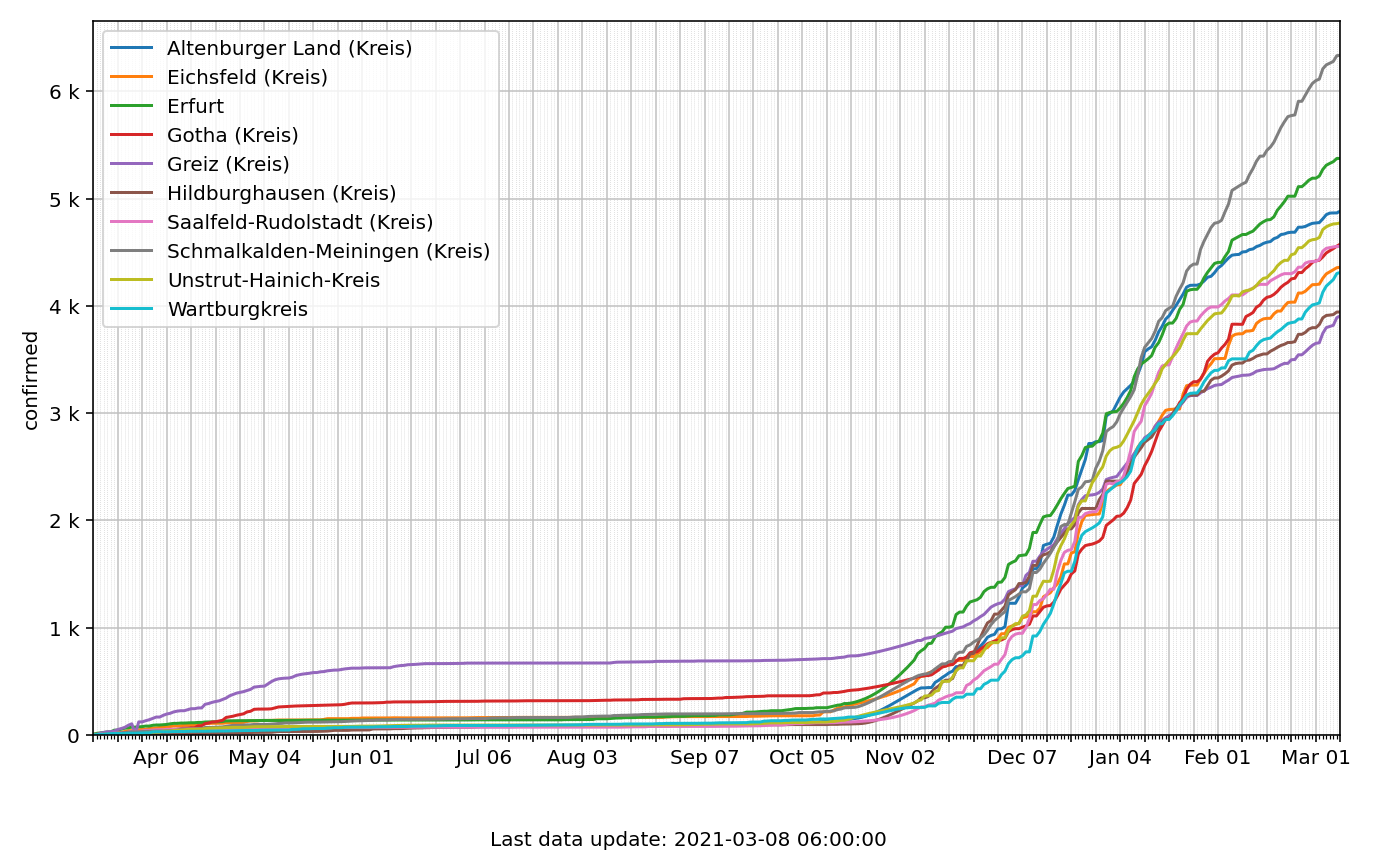 Altenburger Land (Kreis)
Eichsfeld (Kreis)
Erfurt
Gotha (Kreis)
Greiz (Kreis)
Hildburghausen (Kreis)
Saalfeld-Rudolstadt (Kreis)
Schmalkalden-Meiningen (Kreis)
Unstrut-Hainich-Kreis
Wartburgkreis
confirmed
6 k
5 k
4 k
3 k
2 k
1 k
0
Apr 06 May 04 Jun 01 Jul 06 Aug 03 Sep 07 Oct 05 Nov 02 Dec 07 Jan 04 Feb 01 Mar 01
Last data update: 2021-03-08 06:00:00